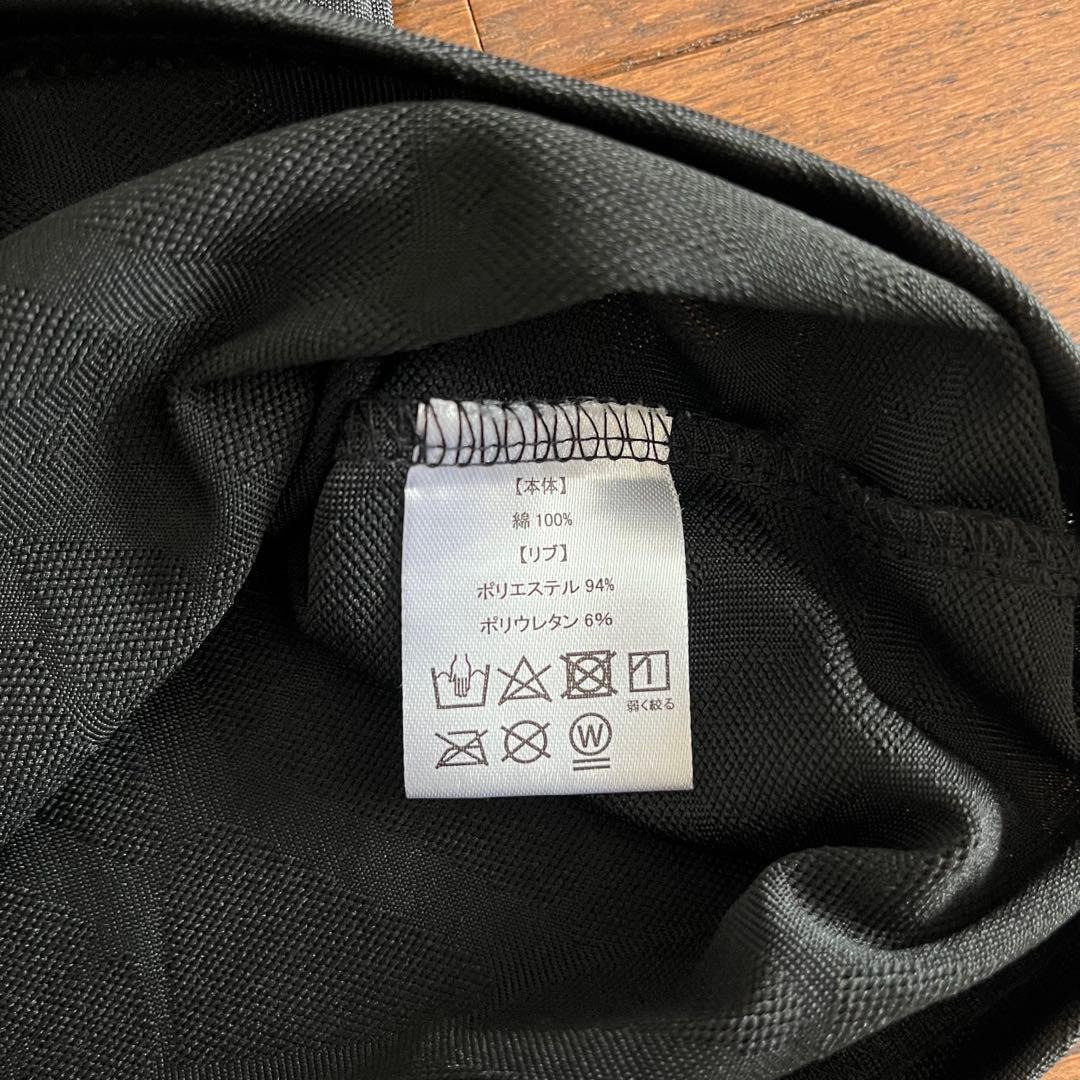 【本体】
綿 100%
【リブ】
ポリエステル 94%
ポリウレタン 6%
弱く絞る
W